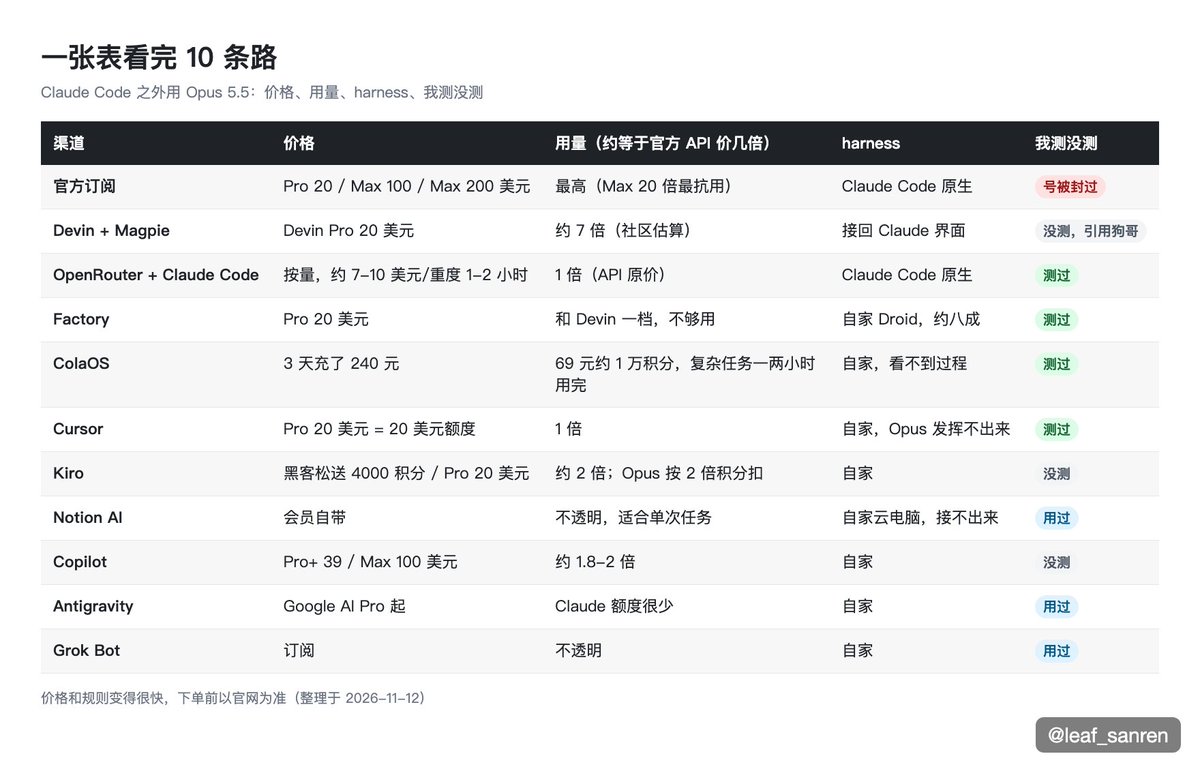 一张表看完 10 条路
Claude Code 之外用 Opus 5.5：价格、用量、harness、我测没测
渠道 价格 用量（约等于官方 API 价几倍） harness 我测没测
官方订阅 Pro 20 / Max 100 / Max 200 美元 最高（Max 20 倍最抗用） Claude Code 原生 号被封过
Devin + Magpie Devin Pro 20 美元 约 7 倍（社区估算） 接回 Claude 界面 没测，引用狗哥
OpenRouter + Claude Code 按量，约 7–10 美元/重度 1–2 小时 1 倍（API 原价） Claude Code 原生 测过
Factory Pro 20 美元 和 Devin 一档，不够用 自家 Droid，约八成 测过
ColaOS 3 天充了 240 元 69 元约 1 万积分，复杂任务一两小时 自家，看不到过程 测过
用完
Cursor Pro 20 美元 = 20 美元额度 1 倍 自家，Opus 发挥不出来 测过
Kiro 黑客松送 4000 积分 / Pro 20 美元 约 2 倍；Opus 按 2 倍积分扣 自家 没测
Notion AI 会员自带 不透明，适合单次任务 自家云电脑，接不出来 用过
Copilot Pro+ 39 / Max 100 美元 约 1.8–2 倍 自家 没测
Antigravity Google AI Pro 起 Claude 额度很少 自家 用过
Grok Bot 订阅 不透明 自家 用过
价格和规则变得很快，下单前以官网为准（整理于 2026–11–12）
@leaf_sanren